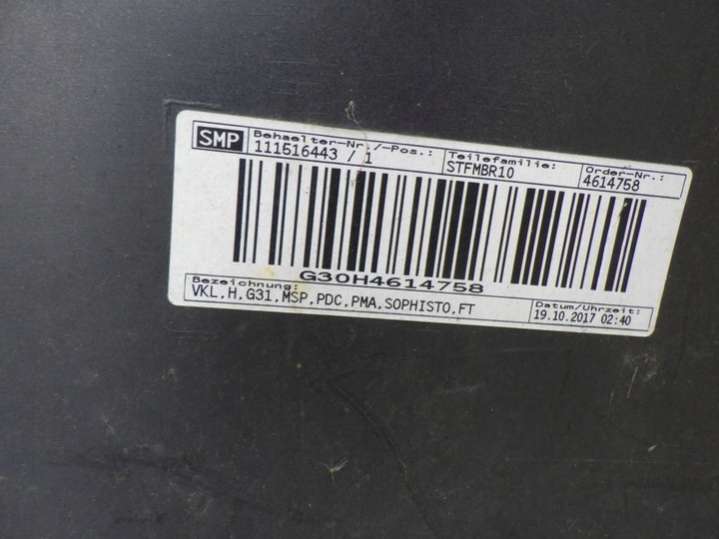 SMP
Behaelter-Nr./-Pos.:
111516443 / 1
Teilefamilie:
STFMBR10
Order-Nr.:
4614758
G30H4614758
Bezeichnung:
VKL,H,G31,MSP,PDC,PMA,SOPHISTO,FT
Datum/Uhrzeit:
19.10.2017 02:40